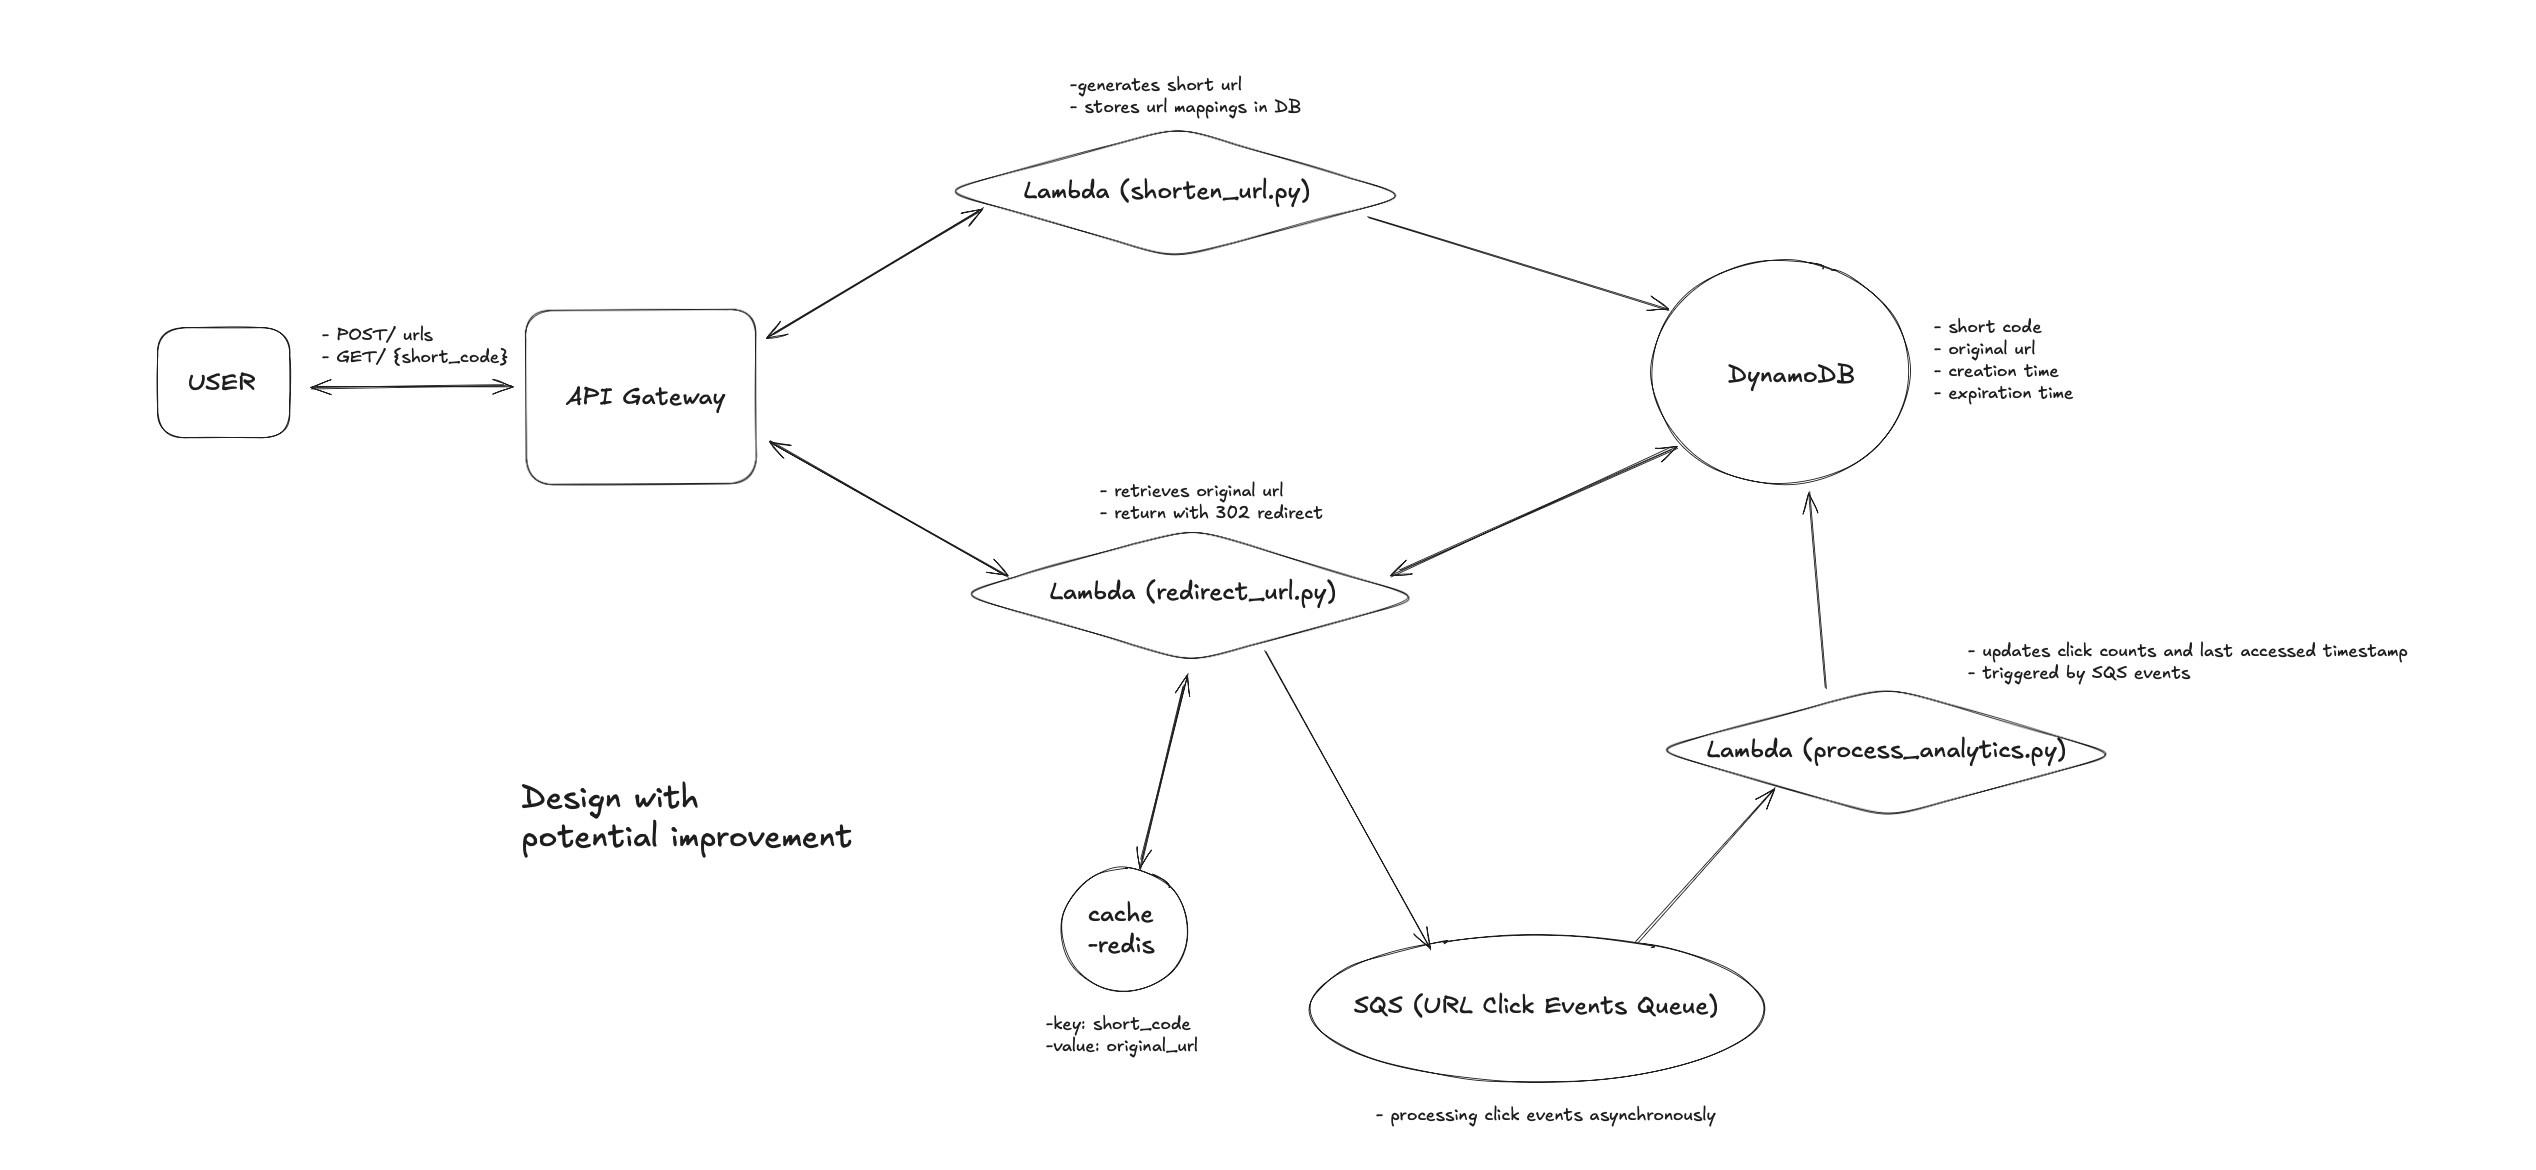 -generates short url
- stores url mappings in DB
Lambda (shorten_url.py)
USER
- POST/ urls
- GET/ {short_code}
API Gateway
DynamoDB
- short code
- original url
- creation time
- expiration time
- retrieves original url
- return with 302 redirect
Lambda (redirect_url.py)
- updates click counts and last accessed timestamp
- triggered by SQS events
Lambda (process_analytics.py)
Design with
potential improvement
cache
-redis
-key: short_code
-value: original_url
SQS (URL Click Events Queue)
- processing click events asynchronously